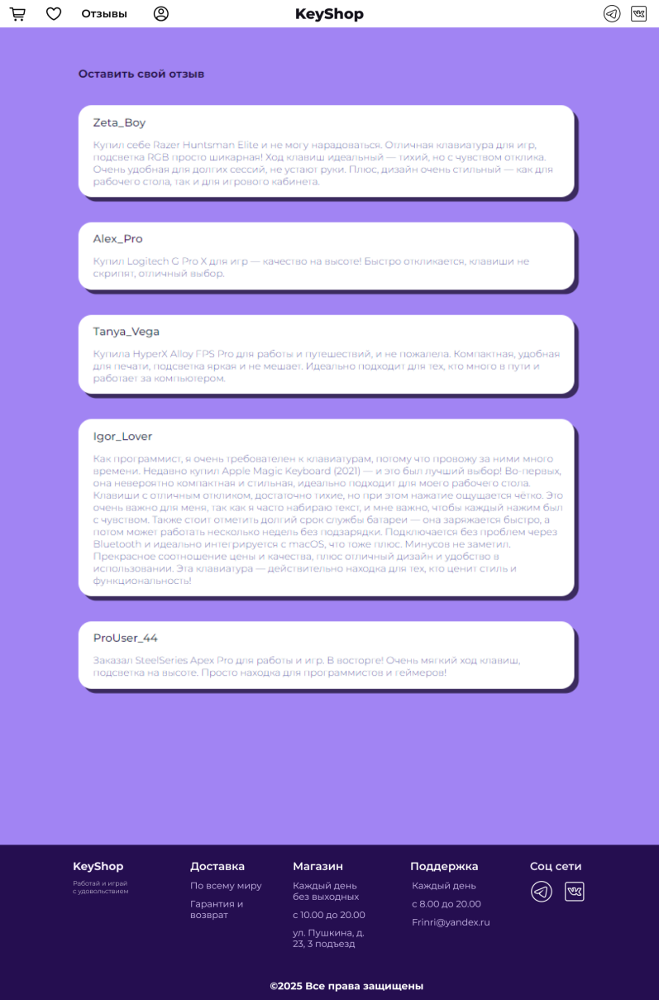 Отзывы
KeyShop
Оставить свой отзыв
Zeta_Boy
Купил себе Razer Huntsman Elite и не могу нарадоваться. Отличная клавиатура для игр,
подсветка RGB просто шикарная! Ход клавиш идеальный — тихий, но с чувством отклика.
Очень удобная для долгих сессий, не устают руки. Плюс, дизайн очень стильный — как для
рабочего стола, так и для игрового кабинета.
Alex_Pro
Купил Logitech G Pro X для игр — качество на высоте! Быстро откликается, клавиши не
скрипят, отличный выбор.
Tanya_Vega
Купила HyperX Alloy FPS Pro для работы и путешествий, и не пожалела. Компактная, удобная
для печати, подсветка яркая и не мешает. Идеально подходит для тех, кто много в пути и
работает за компьютером.
Igor_Lover
Как программист, я очень требователен к клавиатурам, потому что провожу за ними много
времени. Недавно купил Apple Magic Keyboard (2021) — и это был лучший выбор! Во-первых,
она невероятно компактная и стильная, идеально подходит для моего рабочего стола.
Клавиши с отличным откликом, достаточно тихие, но при этом нажатие ощущается чётко. Это
очень важно для меня, так как я часто набираю текст, и мне важно, чтобы каждый нажим был
с чувством. Также стоит отметить долгий срок службы батареи — она заряжается быстро, а
потом может работать несколько недель без подзарядки. Подключается без проблем через
Bluetooth и идеально интегрируется с macOS, что тоже плюс. Минусов не заметил.
Прекрасное соотношение цены и качества, плюс отличный дизайн и удобство в
использовании. Эта клавиатура — действительно находка для тех, кто ценит стиль и
функциональность!
ProUser_44
Заказал SteelSeries Apex Pro для работы и игр. В восторге! Очень мягкий ход клавиш,
подсветка на высоте. Просто находка для программистов и геймеров!
KeyShop
Работай и играй
с удовольствием
Доставка
По всему миру
Гарантия и
возврат
Магазин
Каждый день
без выходных
с 10.00 до 20.00
ул. Пушкина, д.
23, 3 подъезд
Поддержка
Каждый день
с 8.00 до 20.00
Frinri@yandex.ru
Соц сети
©2025 Все права защищены